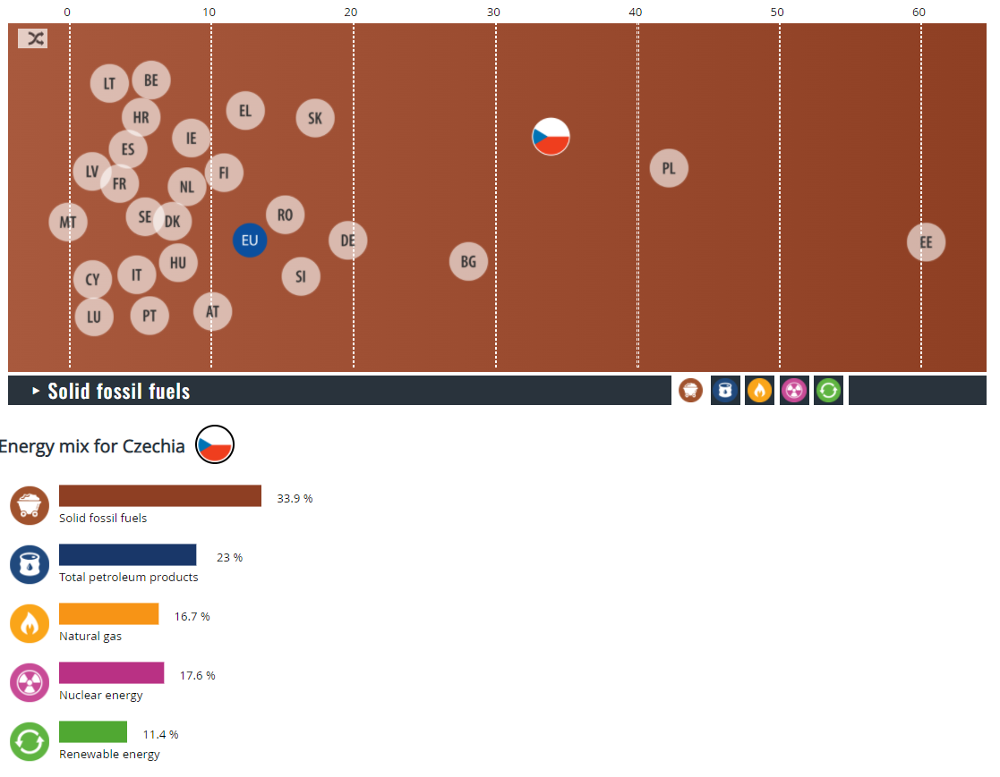 0 10 20 30 40 50 60
LT BE
EL
HR SK
IE
ES
LV FR FI PL
NL
SE DK RO
MT
EU DE EE
HU BG
CY IT SI
LU PT AT
Solid fossil fuels
Energy mix for Czechia
33.9 %
Solid fossil fuels
23 %
Total petroleum products
16.7 %
Natural gas
17.6 %
Nuclear energy
11.4 %
Renewable energy